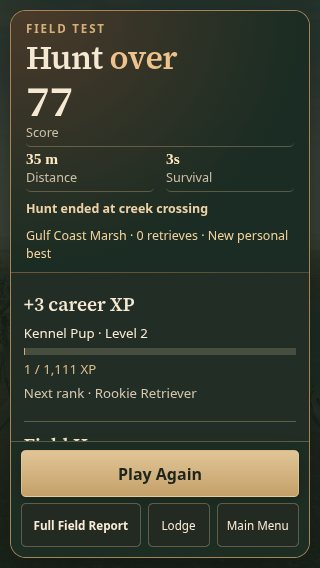 FIELD TEST
Hunt over
77
Score
35 m
Distance
3s
Survival
Hunt ended at creek crossing
Gulf Coast Marsh · 0 retrieves · New personal
best
+3 career XP
Kennel Pup · Level 2
1 / 1,111 XP
Next rank · Rookie Retriever
Play Again
Full Field Report
Lodge
Main Menu